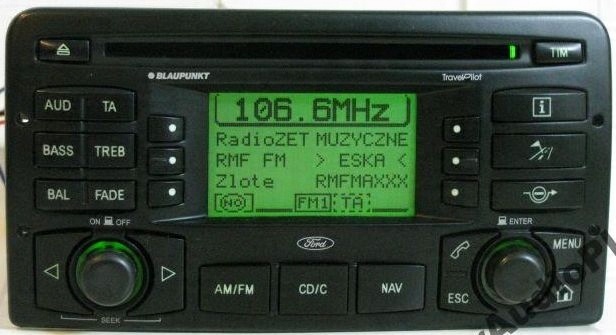 TIM
BLAUPUNKT
TravelPilot
AUD TA
106.6MHz
RadioZET MUZYCZNE
BASS TREB
RMF FM > ESKA <
BAL FADE
Zlote RMFMAXXX
FM1 TA
ON OFF
ENTER
Ford
MENU
AM/FM CD/C NAV
ESC
SEEK